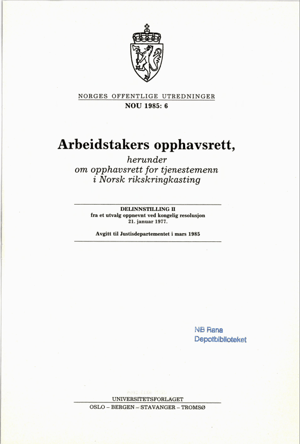 NORGES OFFENTLIGE UTREDNINGER
NOU 1985: 6
Arbeidstakers opphavsrett,
herunder
om opphavsrett for tjenestemenn
i Norsk rikskringkasting
DELINNSTILLING II
fra et utvalg oppnevnt ved kongelig resolusjon
21. januar 1977.
Avgitt til Justisdepartementet i mars 1985
NB Rana
Depotbiblioteket
UNIVERSITETSFORLAGET
OSLO – BERGEN – STAVANGER – TROMSØ